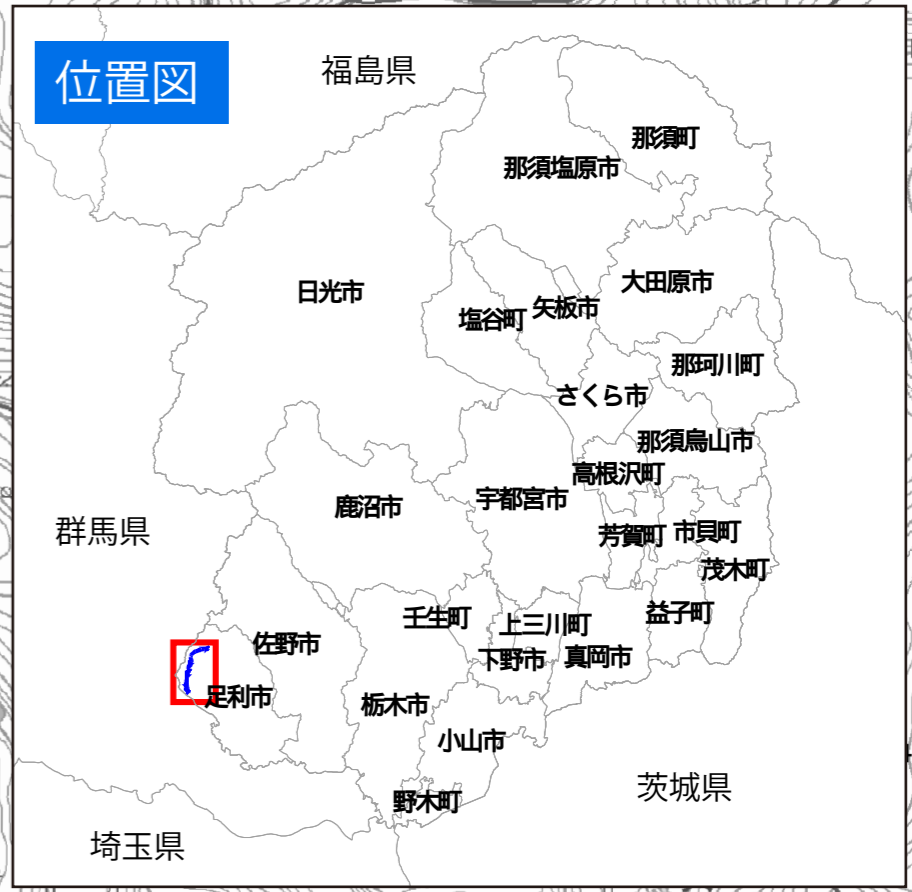 位置図
福島県
那須町
那須塩原市
大田原市
日光市
塩谷町
矢板市
那珂川町
さくら市
那須烏山市
高根沢町
鹿沼市
宇都宮市
群馬県
芳賀町
市貝町
茂木町
壬生町
上三川町
益子町
佐野市
下野市
真岡市
足利市
栃木市
小山市
茨城県
野木町
埼玉県